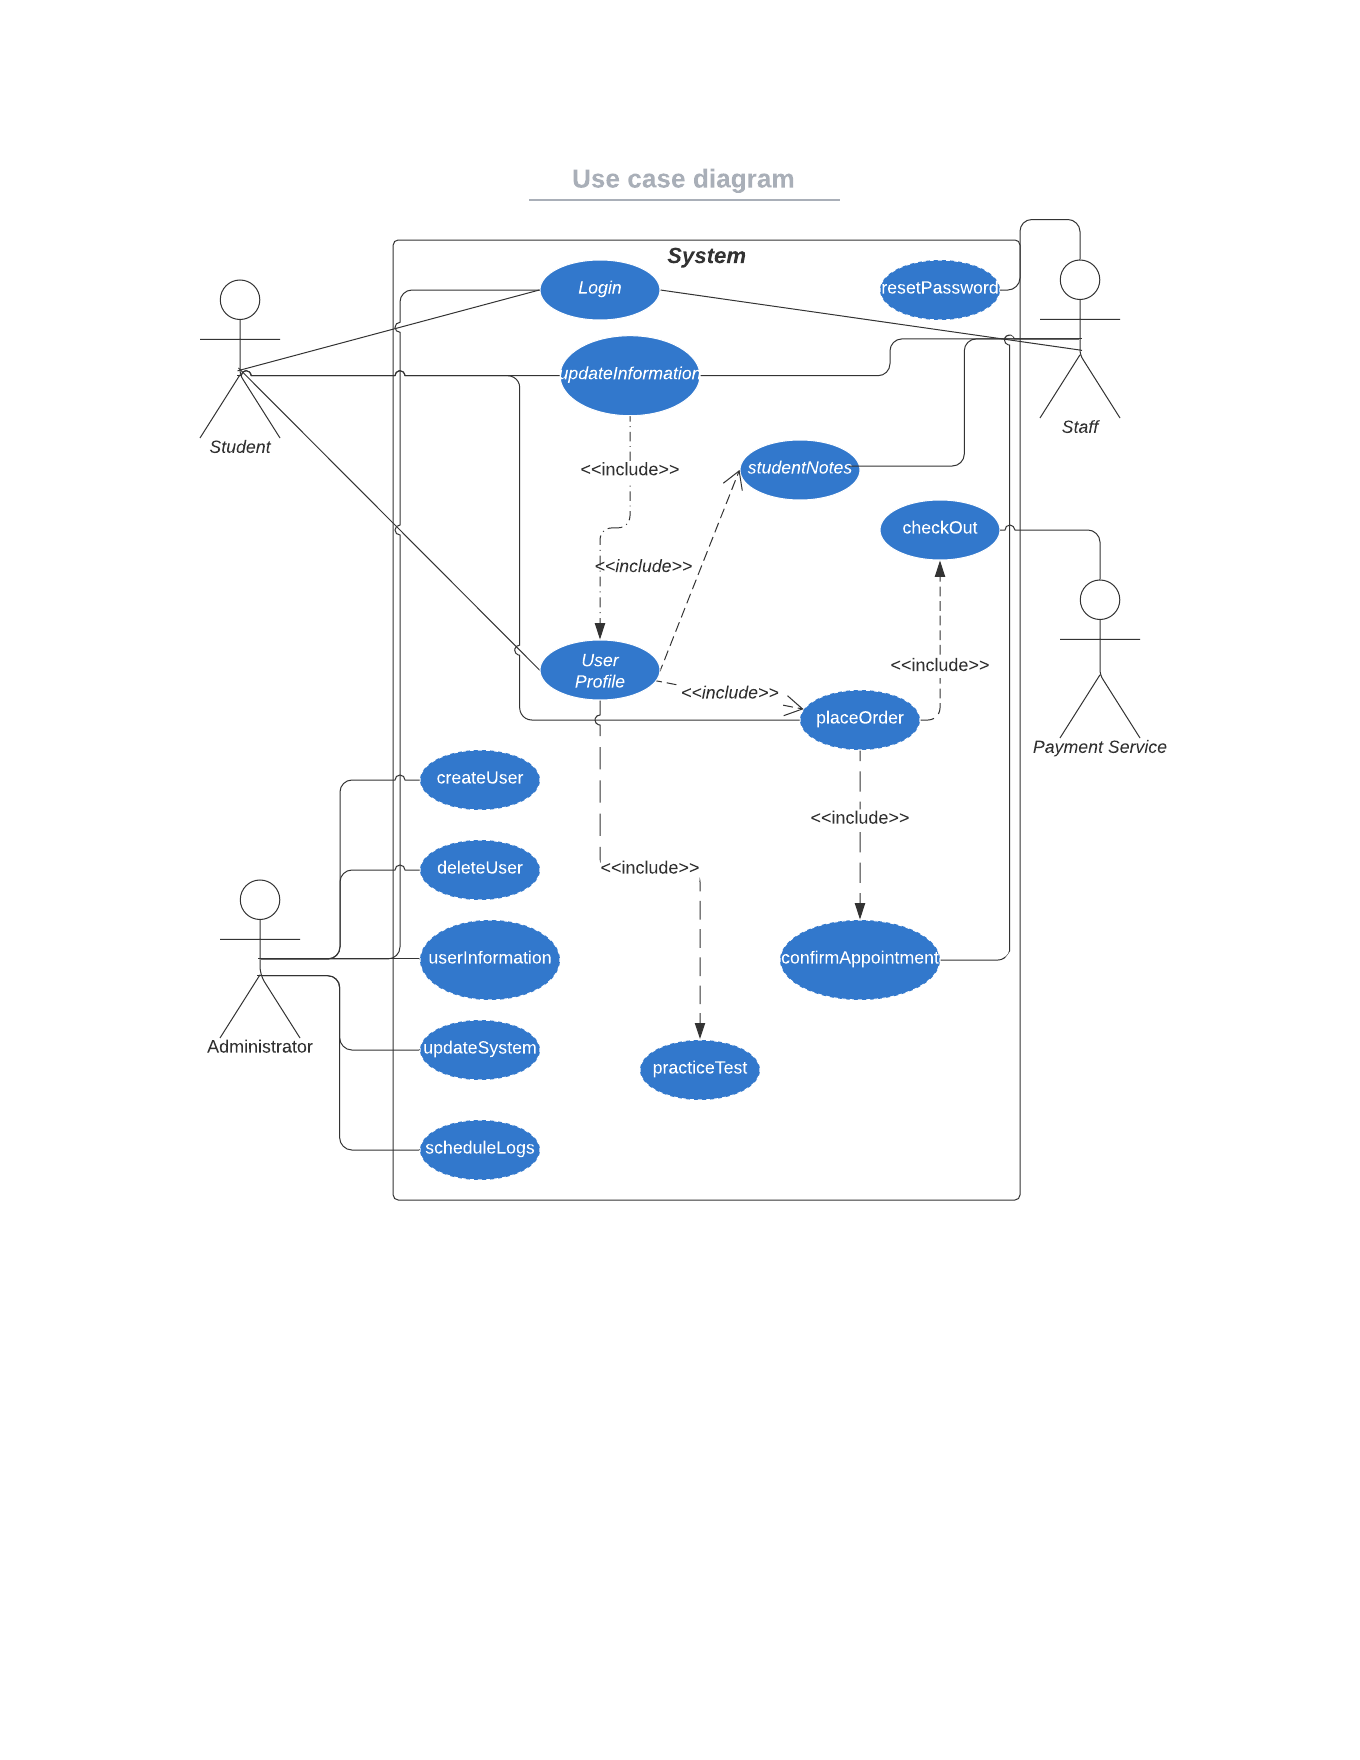 Use case diagram
System
Login
resetPassword
updateInformation
Staff
Student
<<include>>
studentNotes
checkOut
<<include>>
User
Profile
<<include>>
<<include>>
placeOrder
Payment Service
createUser
<<include>>
deleteUser
<<include>>
userInformation
confirmAppointment
Administrator
updateSystem
practiceTest
scheduleLogs